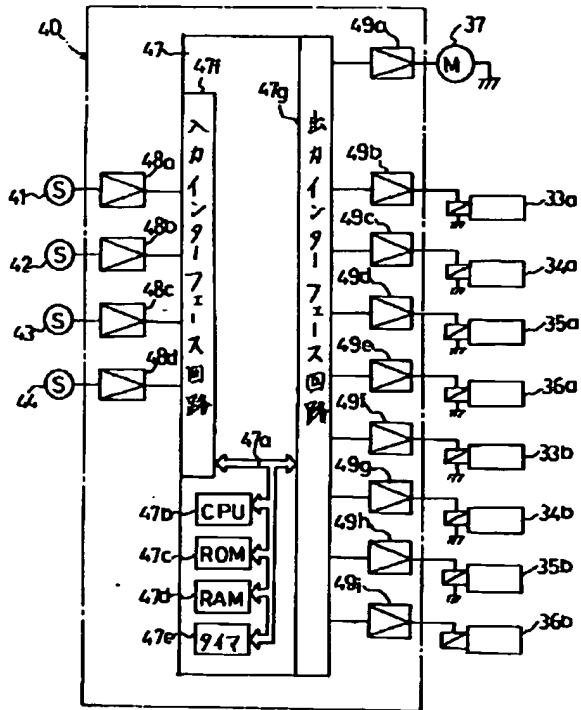 40
47
47f
49a
37
M
47g
入力インターフェース回路
出力インターフェース回路
41
S
48a
42
S
48b
43
S
48c
44
S
48d
49b
33a
49c
34a
49d
35a
49e
36a
49f
33b
49g
34b
49h
35b
49i
36b
47a
47b
CPU
47c
ROM
47d
RAM
47e
タイマ